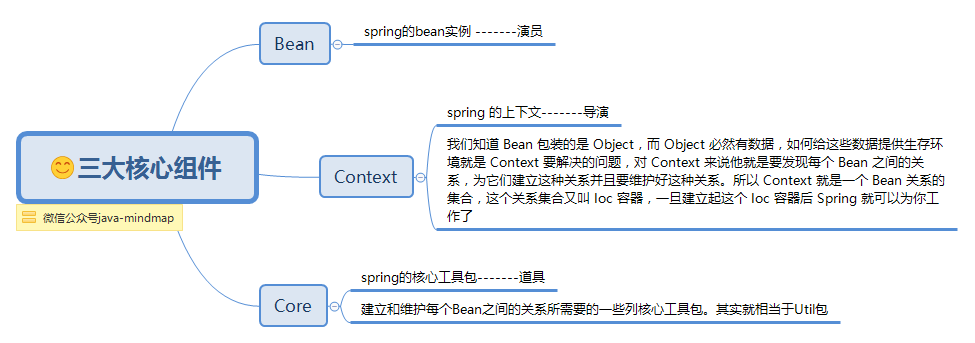 Bean
spring的bean实例 -------演员
三大核心组件
微信公众号java-mindmap
Context
spring 的上下文-------导演
我们知道 Bean 包装的是 Object，而 Object 必然有数据，如何给这些数据提供生存环
境就是 Context 要解决的问题，对 Context 来说他就是要发现每个 Bean 之间的关
系，为它们建立这种关系并且要维护好这种关系。所以 Context 就是一个 Bean 关系的
集合，这个关系集合又叫 Ioc 容器，一旦建立起这个 Ioc 容器后 Spring 就可以为你工
作了
Core
spring的核心工具包-------道具
建立和维护每个Bean之间的关系所需要的一些列核心工具包。其实就相当于Util包